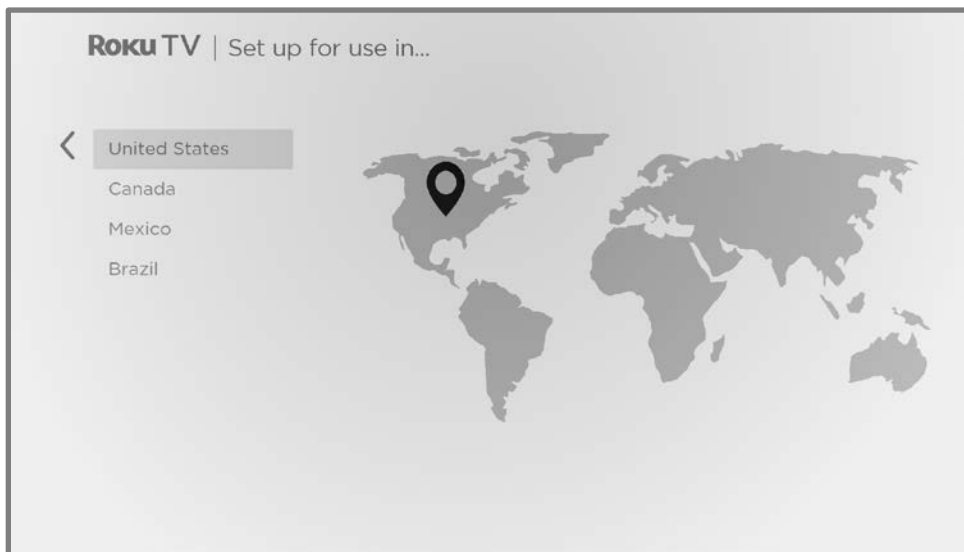 Roku TV | Set up for use in...
United States
Canada
Mexico
Brazil